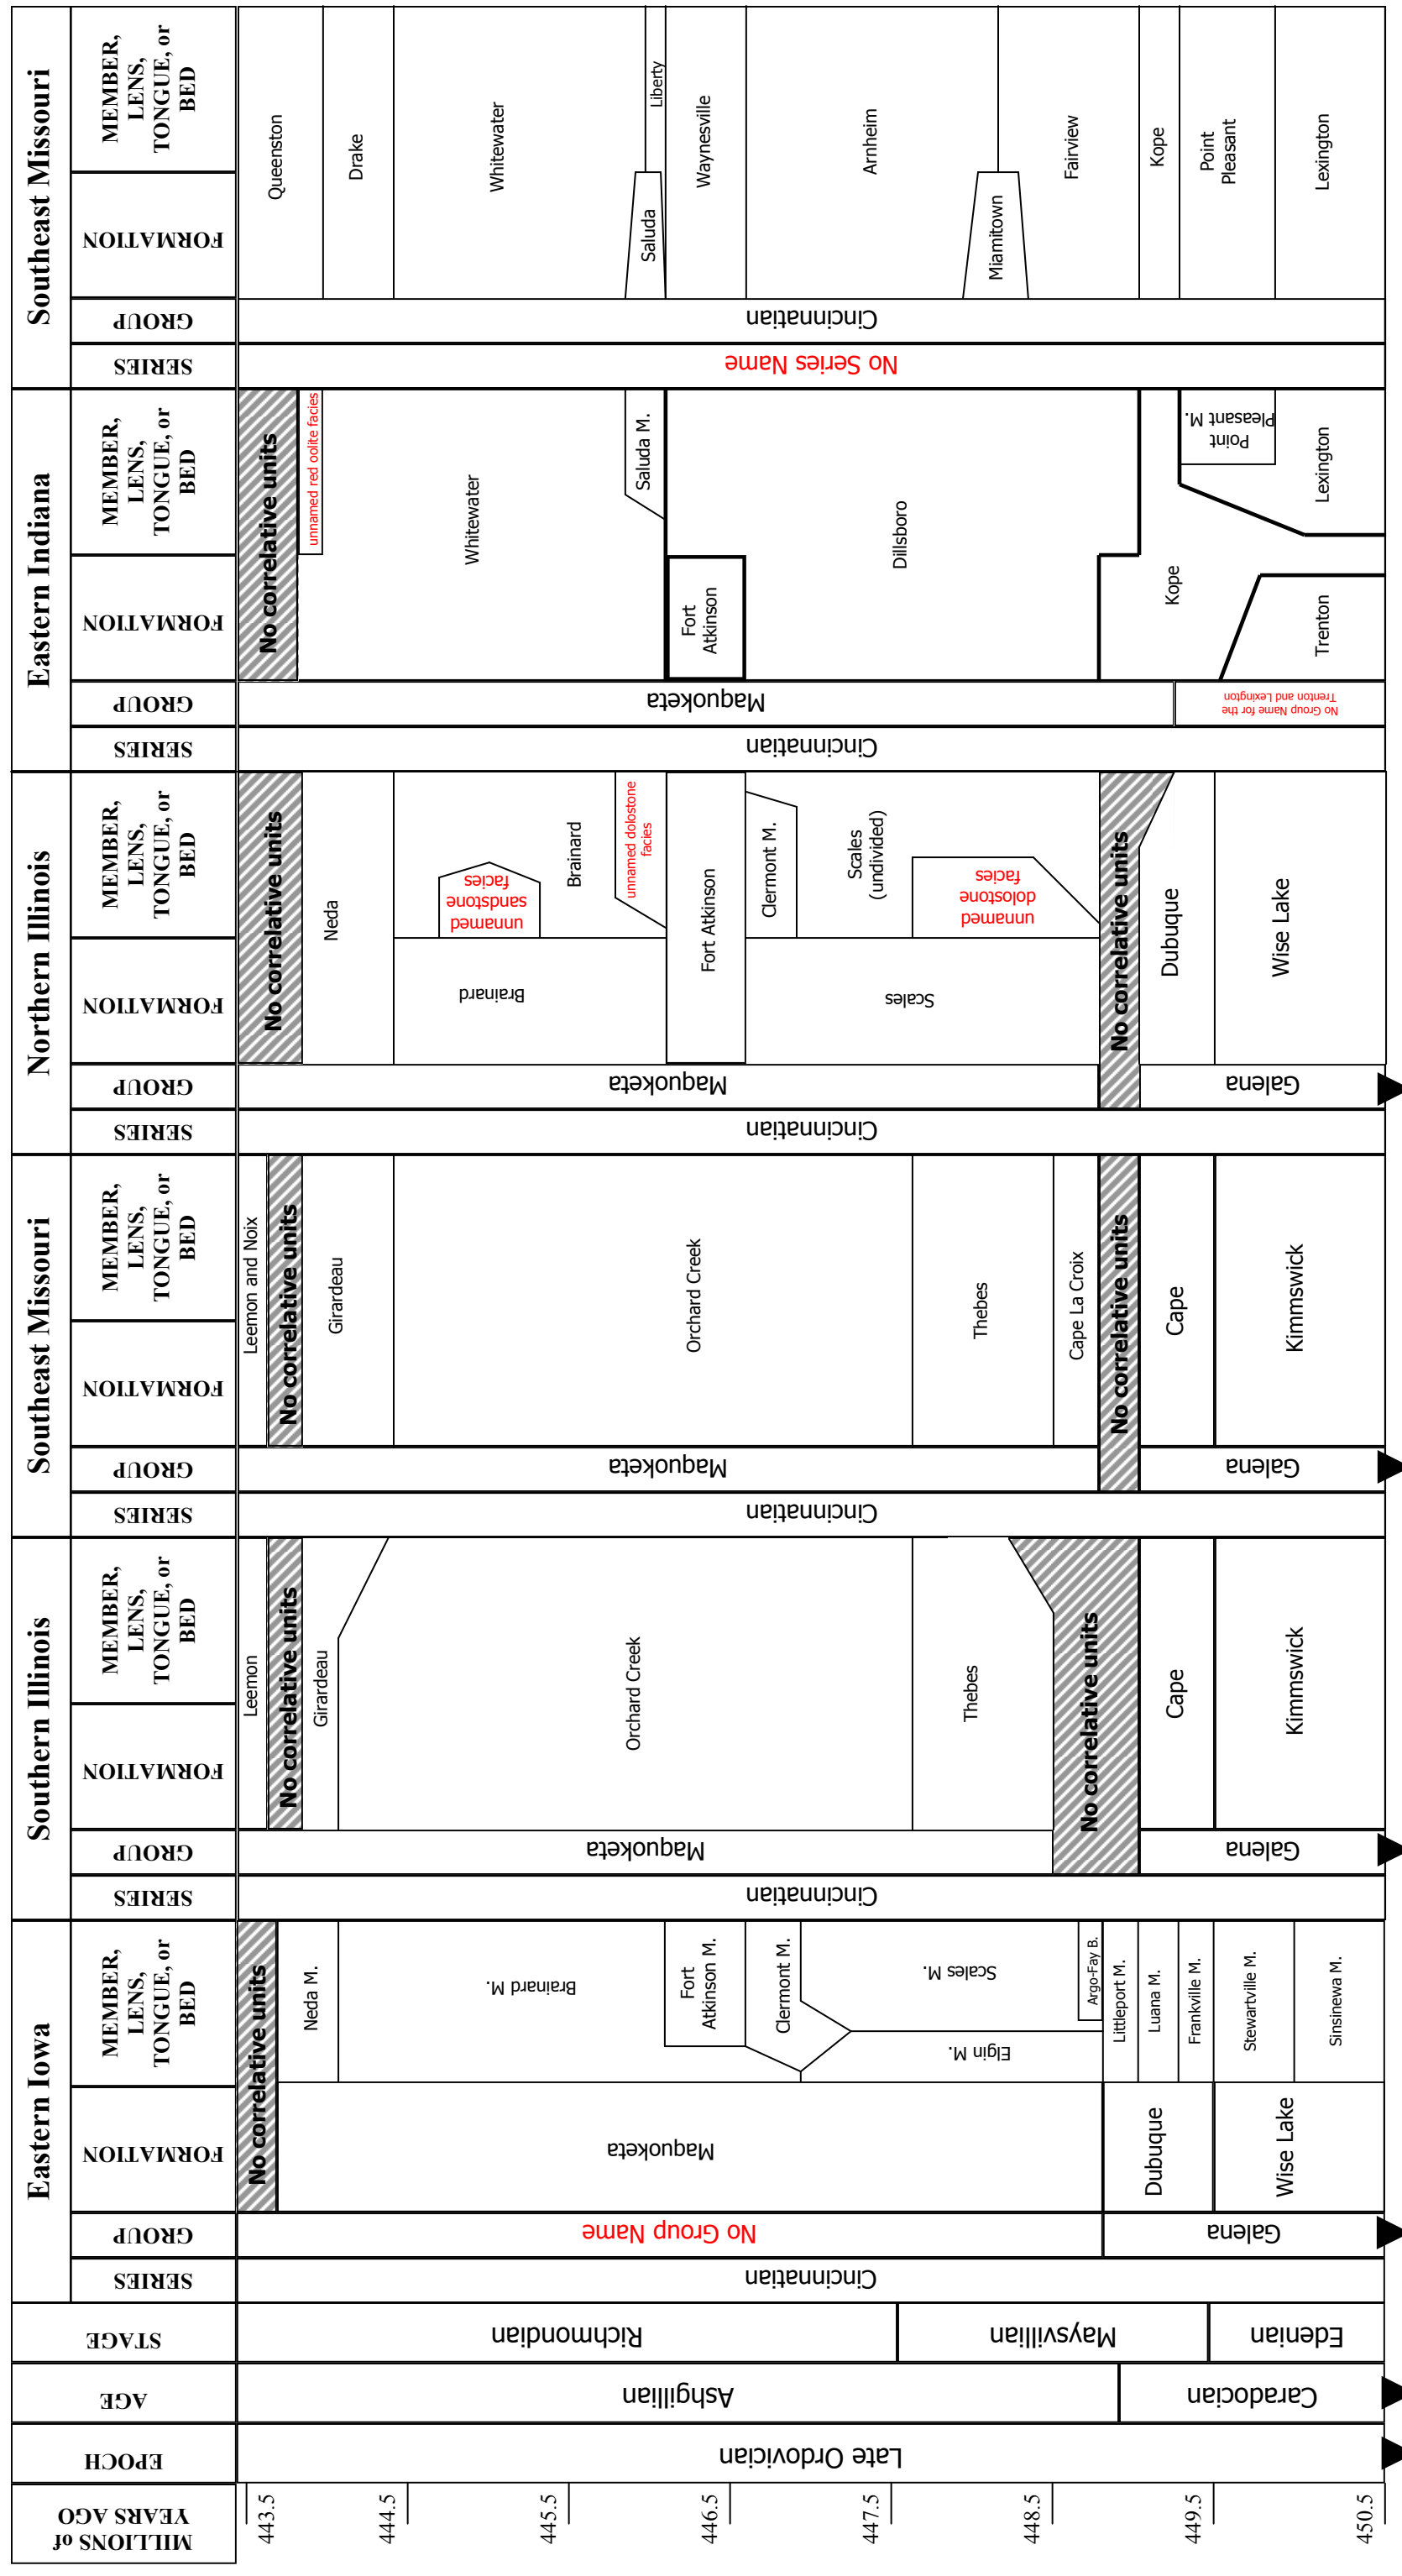 MILLIONS of
YEARS AGO
443.5
444.5
445.5
446.5
447.5
448.5
449.5
450.5
EPOCH
Late Ordovician
AGE
Ashgillian
Caradocian
STAGE
Richmondian
Maysvillian
Edenian
Eastern Iowa
SERIES
Cincinnatian
GROUP
No Group Name
Galena
FORMATION
MEMBER,
LENS,
TONGUE, or
BED
No correlative units
Maquoketa
Dubuque
Wise Lake
Neda M.
Brainard M.
Fort
Atkinson M.
Clermont M.
Scales M.
Elgin M.
Argo-Fay B.
Littleport M.
Luana M.
Frankville M.
Stewartville M.
Sinsinewa M.
Southern Illinois
SERIES
Cincinnatian
GROUP
Maquoketa
Galena
FORMATION
MEMBER,
LENS,
TONGUE, or
BED
Leemon
No correlative units
Girardeau
Orchard Creek
Thebes
No correlative units
Cape
Kimmswick
Southeast Missouri
SERIES
Cincinnatian
GROUP
Maquoketa
Galena
FORMATION
MEMBER,
LENS,
TONGUE, or
BED
Leemon and Noix
No correlative units
Girardeau
Orchard Creek
Thebes
Cape La Croix
No correlative units
Cape
Kimmswick
Northern Illinois
SERIES
Cincinnatian
GROUP
Maquoketa
Galena
FORMATION
MEMBER,
LENS,
TONGUE, or
BED
No correlative units
Neda
Brainard
unnamed
sandstone
facies
Brainard
unnamed dolostone
facies
Fort Atkinson
Scales
Clermont M.
Scales
(undivided)
unnamed
dolostone
facies
No correlative units
Dubuque
Wise Lake
Eastern Indiana
SERIES
Cincinnatian
GROUP
Maquoketa
No Group Name for the
Trenton and Lexington
FORMATION
MEMBER,
LENS,
TONGUE, or
BED
No correlative units
unnamed red oolite facies
Whitewater
Saluda M.
Fort
Atkinson
Dillsboro
Kope
Trenton
Point
Pleasant M.
Lexington
Southeast Missouri
SERIES
No Series Name
GROUP
Cincinnatian
FORMATION
MEMBER,
LENS,
TONGUE, or
BED
Queenston
Drake
Whitewater
Saluda
Liberty
Waynesville
Arnheim
Miamitown
Fairview
Kope
Point
Pleasant
Lexington